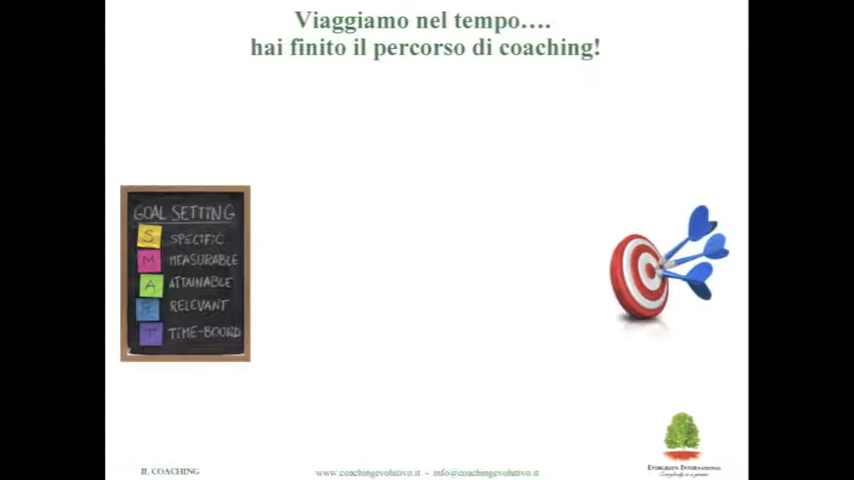 Viaggiamo nel tempo….
hai finito il percorso di coaching!
GOAL SETTING
S SPECIFIC
M MEASURABLE
A ATTAINABLE
R RELEVANT
T TIME-BOUND
IL COACHING
www.coachingevolutivo.it - info@coachingevolutivo.it
EVERGREEN INTERNATIONAL